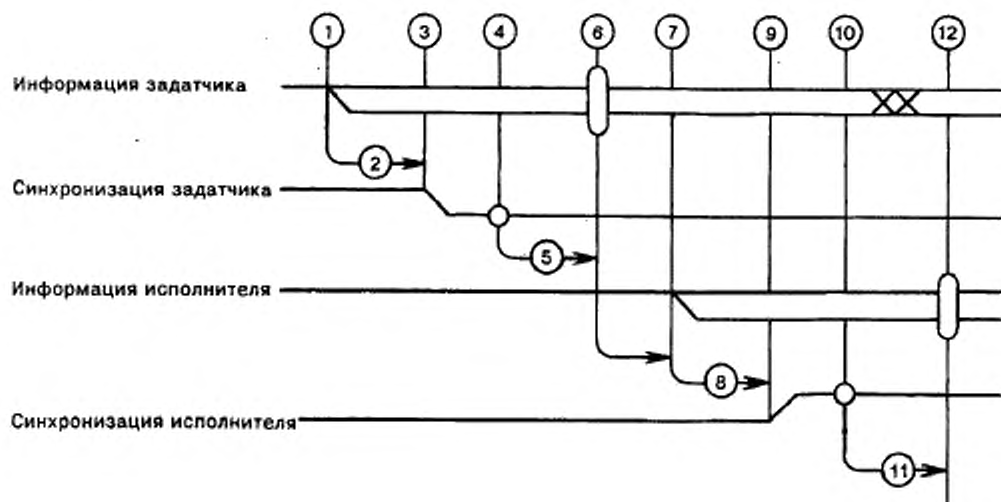 1 3 4 6 7 9 10 12
Информация задатчика
2
Синхронизация задатчика
5
Информация исполнителя
8
Синхронизация исполнителя
11